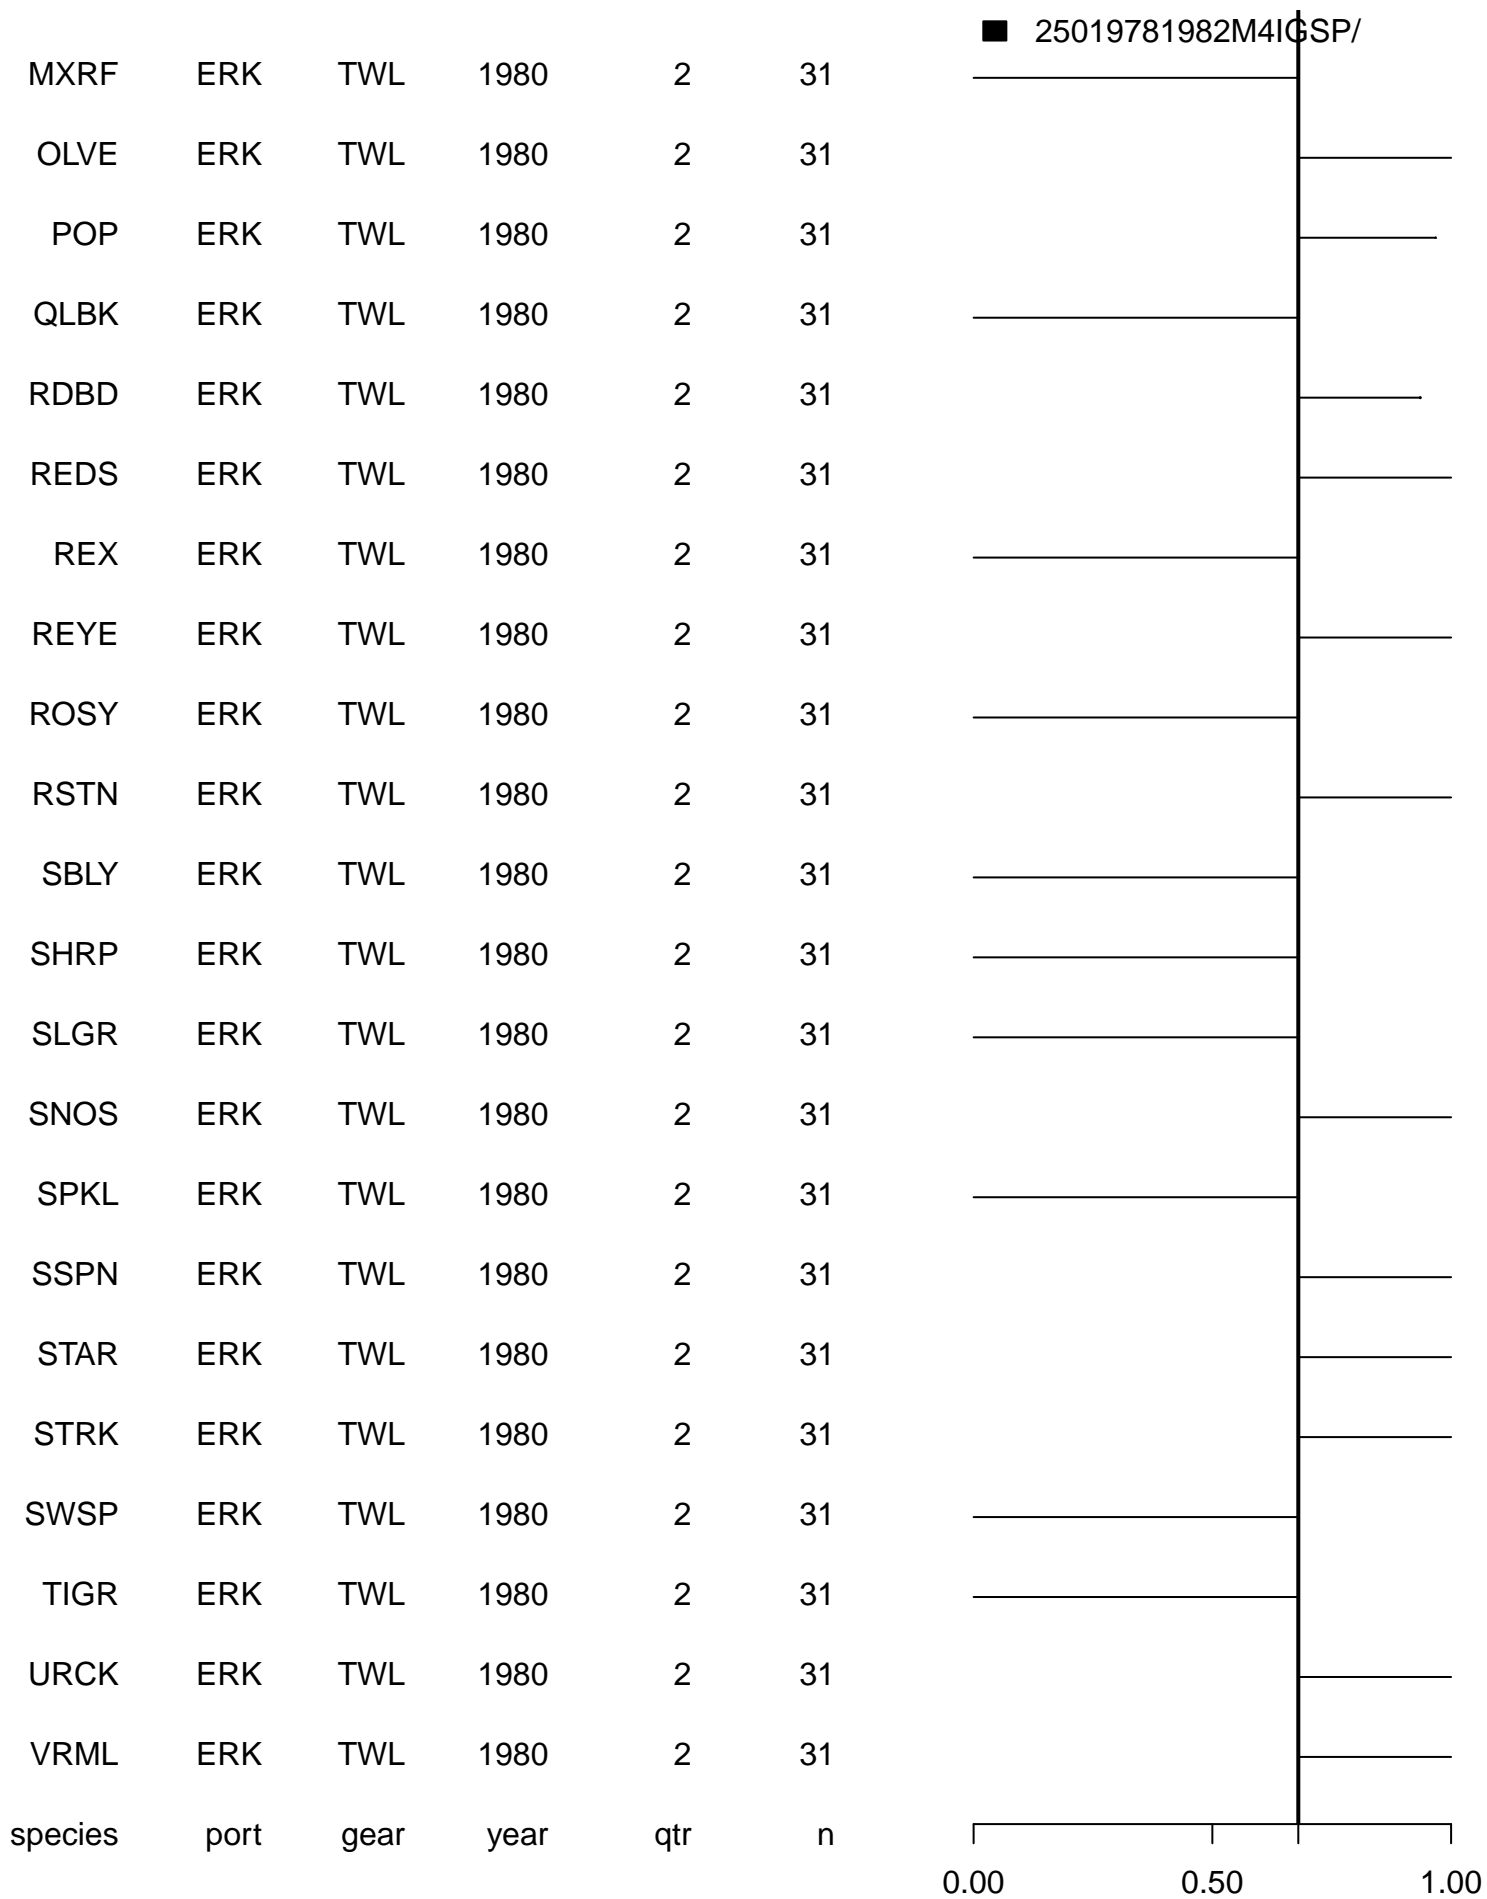 25019781982M4IGSP/
MXRF ERK TWL 1980 2 31
OLVE ERK TWL 1980 2 31
POP ERK TWL 1980 2 31
QLBK ERK TWL 1980 2 31
RDBD ERK TWL 1980 2 31
REDS ERK TWL 1980 2 31
REX ERK TWL 1980 2 31
REYE ERK TWL 1980 2 31
ROSY ERK TWL 1980 2 31
RSTN ERK TWL 1980 2 31
SBLY ERK TWL 1980 2 31
SHRP ERK TWL 1980 2 31
SLGR ERK TWL 1980 2 31
SNOS ERK TWL 1980 2 31
SPKL ERK TWL 1980 2 31
SSPN ERK TWL 1980 2 31
STAR ERK TWL 1980 2 31
STRK ERK TWL 1980 2 31
SWSP ERK TWL 1980 2 31
TIGR ERK TWL 1980 2 31
URCK ERK TWL 1980 2 31
VRML ERK TWL 1980 2 31
species port gear year qtr n
0.00 0.50 1.00